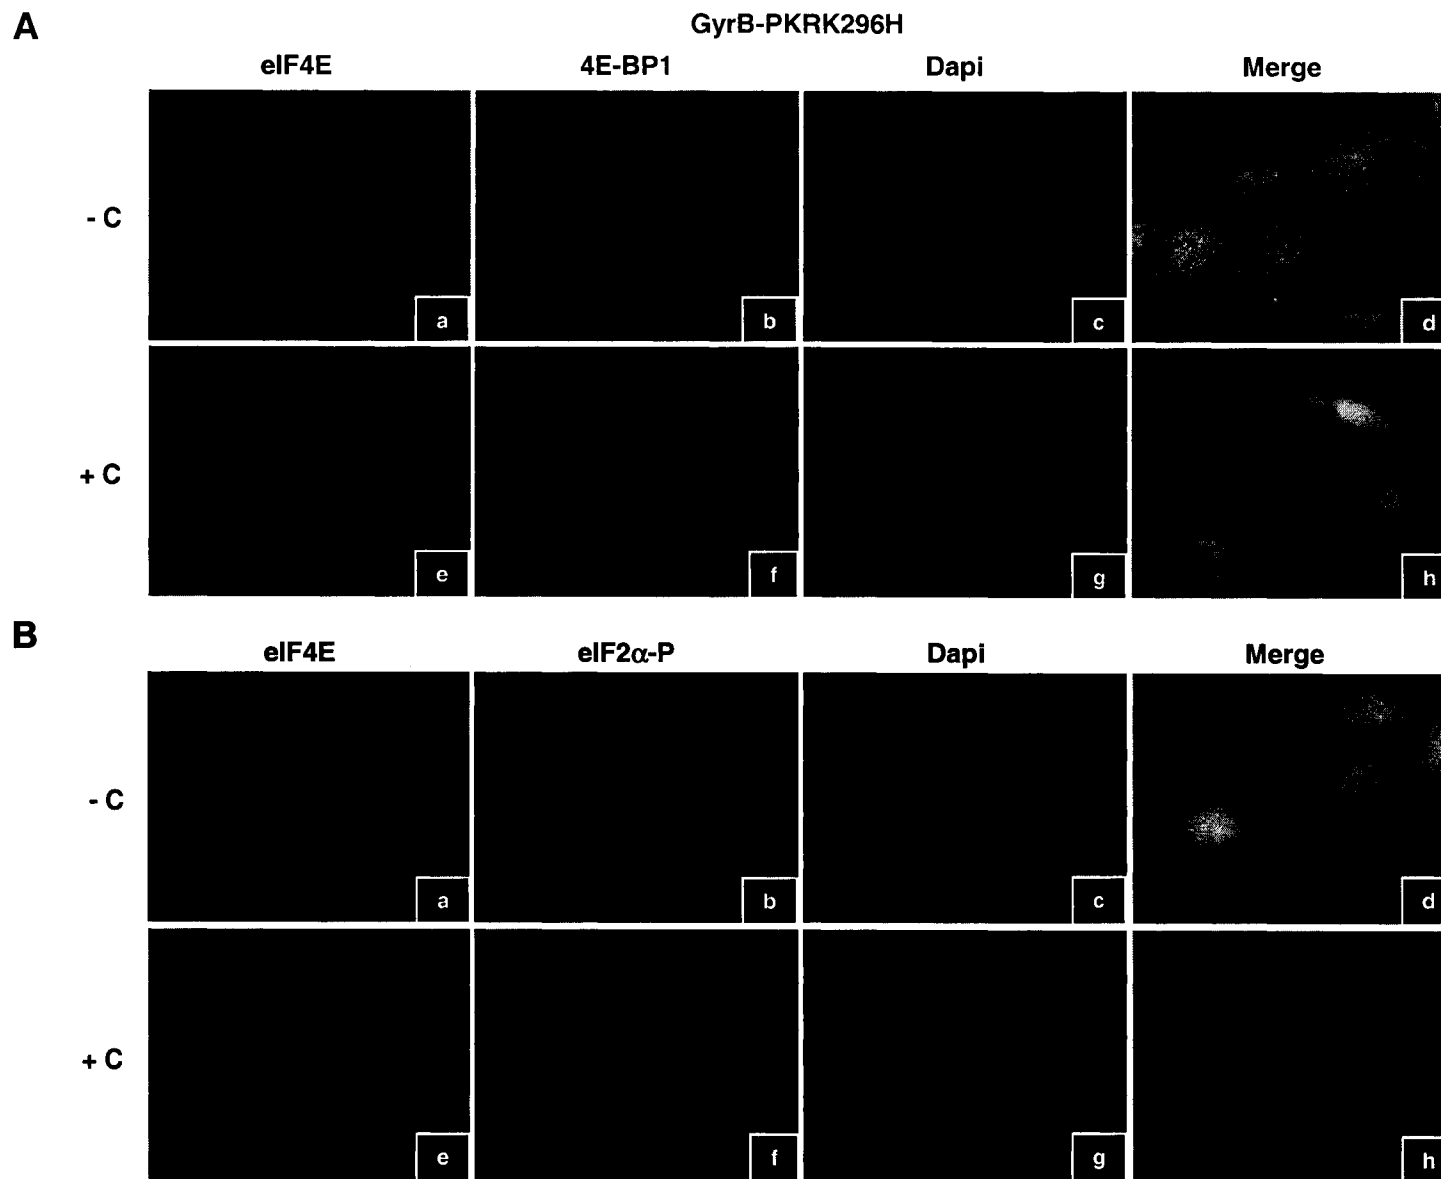 A
GyrB-PKRK296H
eIF4E 4E-BP1 Dapi Merge
- C
a b c d
+ C
e f g h
B
eIF4E eIF2α-P Dapi Merge
- C
a b c d
+ C
e f g h